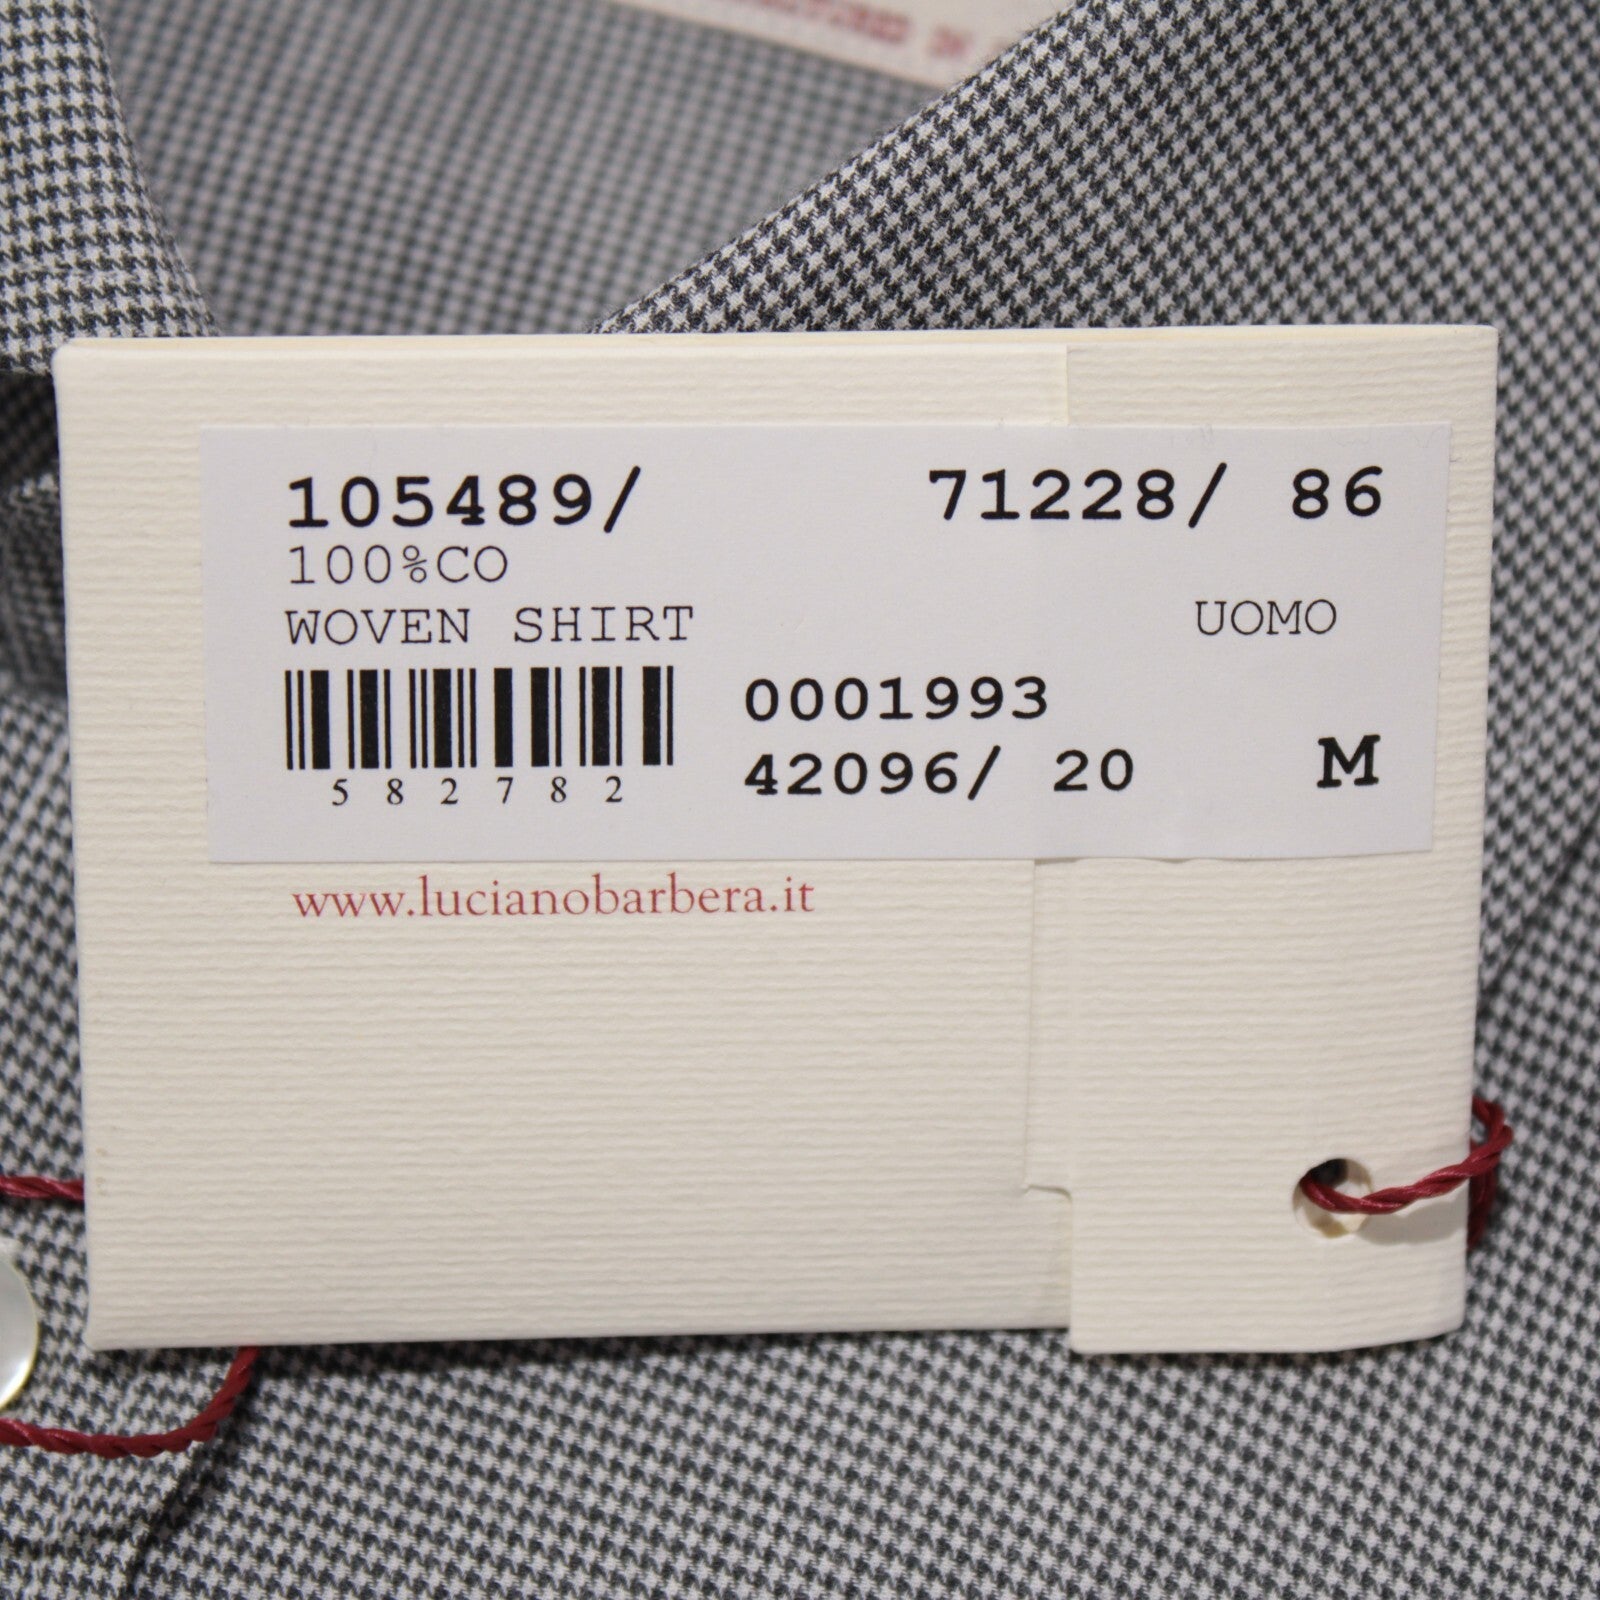 105489/ 71228/ 86
100%CO
WOVEN SHIRT UOMO
0001993
42096/ 20 M
582782
www.lucianobarbera.it